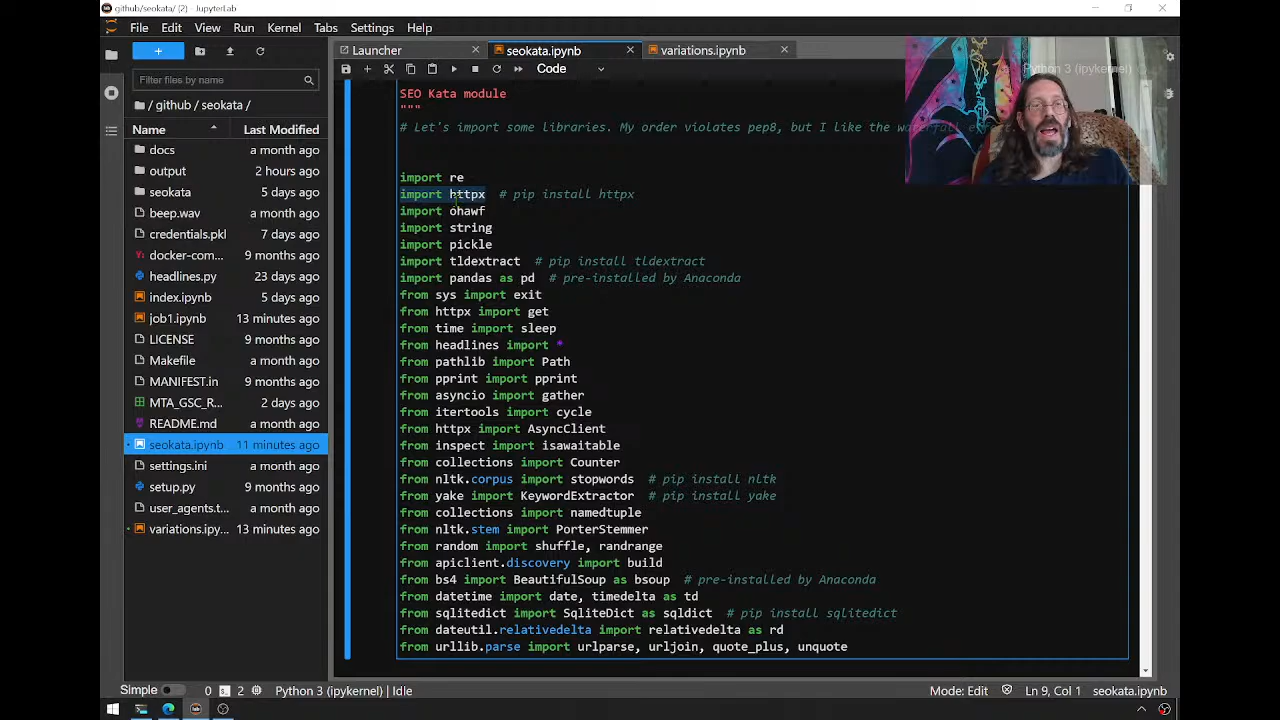 github/seokata/ (2) - JupyterLab
File Edit View Run Kernel Tabs Settings Help
Launcher seokata.ipynb variations.ipynb
Code
Python 3 (ipykernel)
Filter files by name
/ github / seokata /
Name Last Modified
docs a month ago
output 2 hours ago
seokata 5 days ago
beep.wav a month ago
credentials.pkl 7 days ago
docker-com... 9 months ago
headlines.py 23 days ago
index.ipynb 5 days ago
job1.ipynb 13 minutes ago
LICENSE 9 months ago
Makefile a month ago
MANIFEST.in 9 months ago
MTA_GSC_R... 2 days ago
README.md a month ago
seokata.ipynb 11 minutes ago
settings.ini a month ago
setup.py 9 months ago
user_agents.t... a month ago
variations.ipy... 13 minutes ago
SEO Kata module
"""
# Let's import some libraries. My order violates pep8, but I like the waterfall effect.
import re
import httpx # pip install httpx
import ohawf
import string
import pickle
import tldextract # pip install tldextract
import pandas as pd # pre-installed by Anaconda
from sys import exit
from httpx import get
from time import sleep
from headlines import *
from pathlib import Path
from pprint import pprint
from asyncio import gather
from itertools import cycle
from httpx import AsyncClient
from inspect import isawaitable
from collections import Counter
from nltk.corpus import stopwords # pip install nltk
from yake import KeywordExtractor # pip install yake
from collections import namedtuple
from nltk.stem import PorterStemmer
from random import shuffle, randrange
from apiclient.discovery import build
from bs4 import BeautifulSoup as bsoup # pre-installed by Anaconda
from datetime import date, timedelta as td
from sqlitedict import SqliteDict as sqldict # pip install sqlitedict
from dateutil.relativedelta import relativedelta as rd
from urllib.parse import urlparse, urljoin, quote_plus, unquote
Simple 0 2 Python 3 (ipykernel) | Idle Mode: Edit Ln 9, Col 1 seokata.ipynb